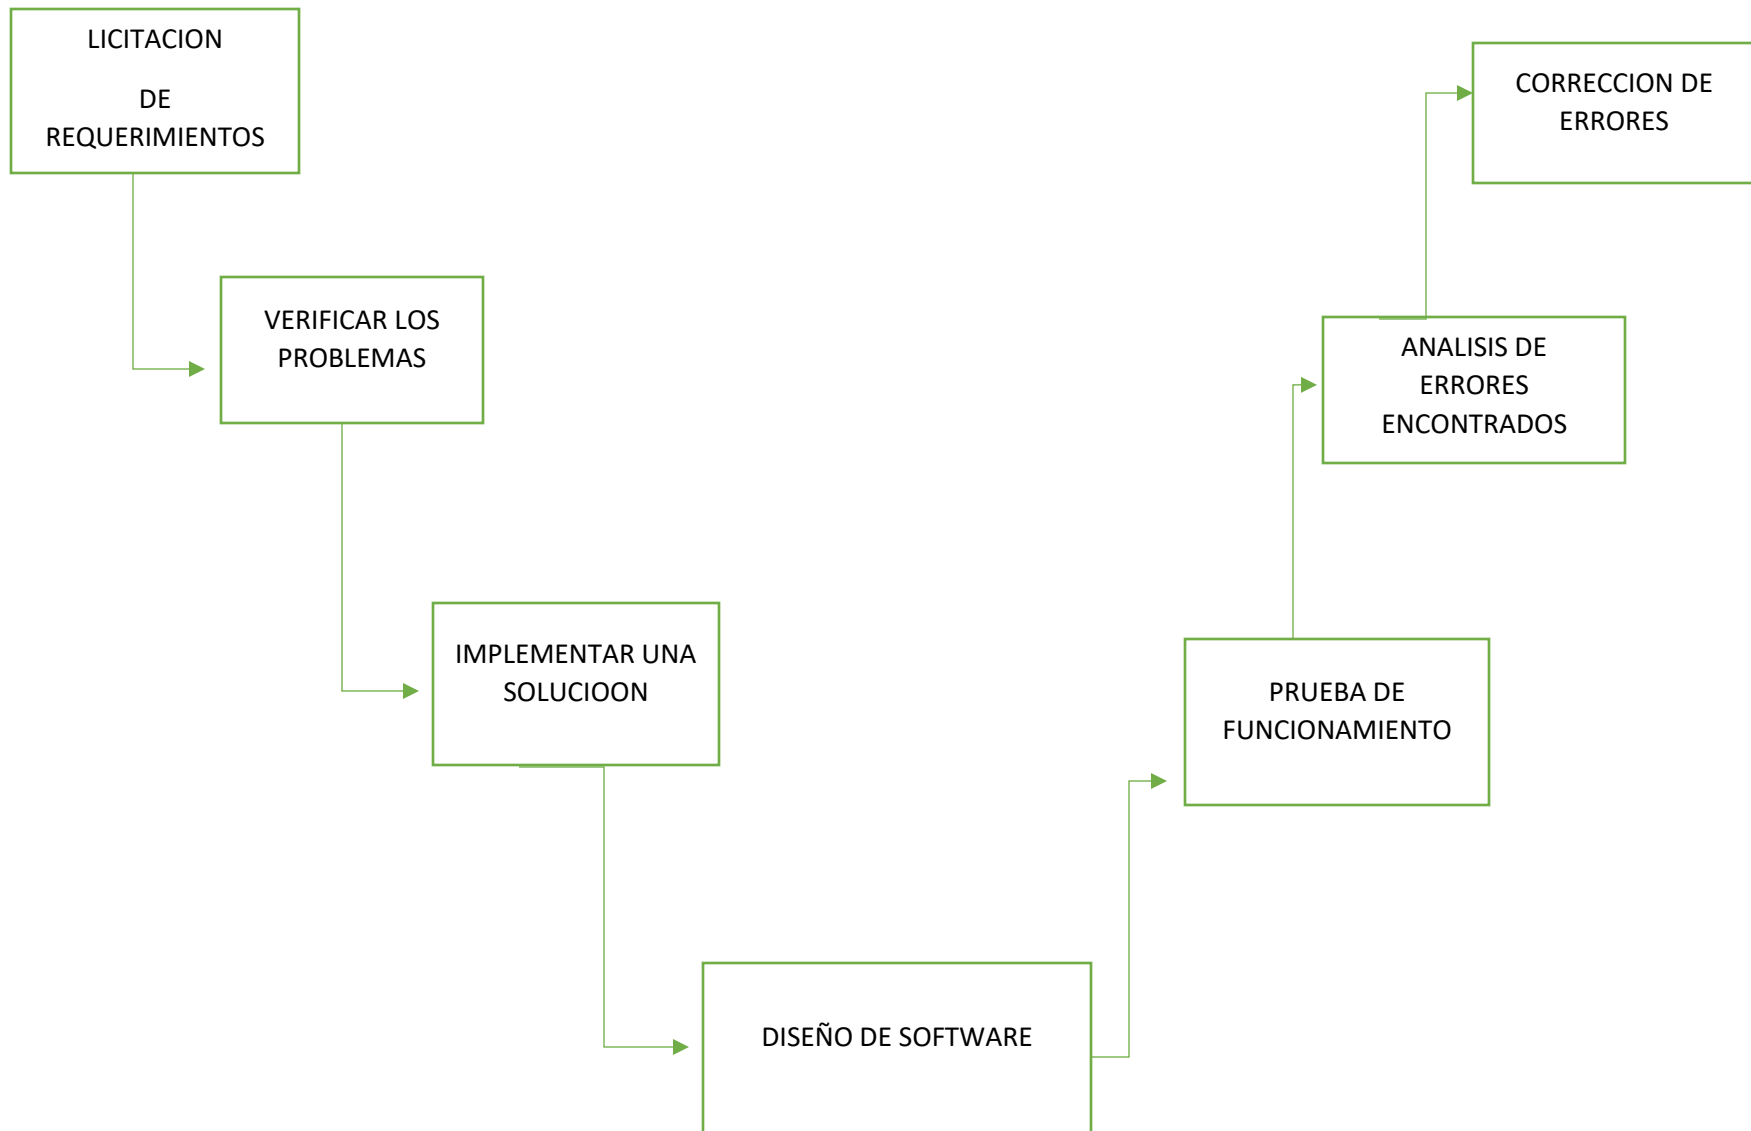 LICITACION
DE
REQUERIMIENTOS
VERIFICAR LOS
PROBLEMAS
IMPLEMENTAR UNA
SOLUCIOON
DISEÑO DE SOFTWARE
PRUEBA DE
FUNCIONAMIENTO
ANALISIS DE
ERRORES
ENCONTRADOS
CORRECCION DE
ERRORES